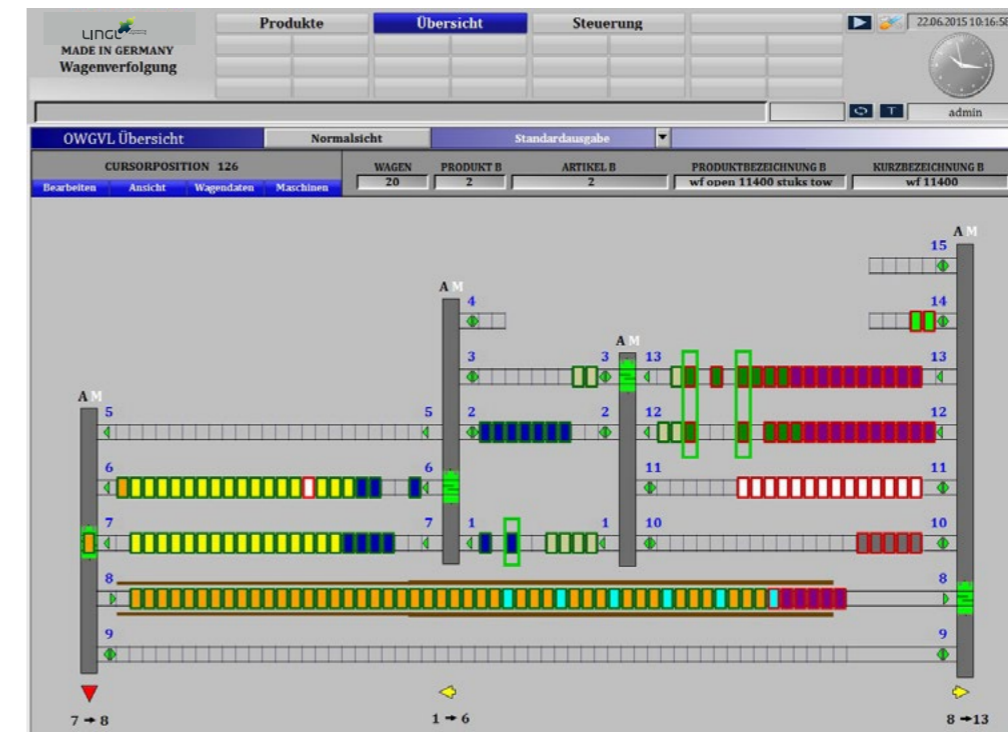 Produkte Übersicht Steuerung 22.06.2015 10:16:58
LINGL
MADE IN GERMANY
Wagenverfolgung
T admin
OWGVL Übersicht Normalsicht Standardausgabe
CURSORPOSITION 126 WAGEN PRODUKT B ARTIKEL B PRODUKTBEZEICHNUNG B KURZBEZEICHNUNG B
Bearbeiten Ansicht Wagendaten Maschinen 20 2 2 wf open 11400 stuks tow wf 11400
A M
15
A M 14
4
A M
3 3 13 13
A M
5 5 2 2 12 12
6 6 11 11
7 7 1 1 10 10
8 8
9 9
7 → 8 1 → 6 8 → 13